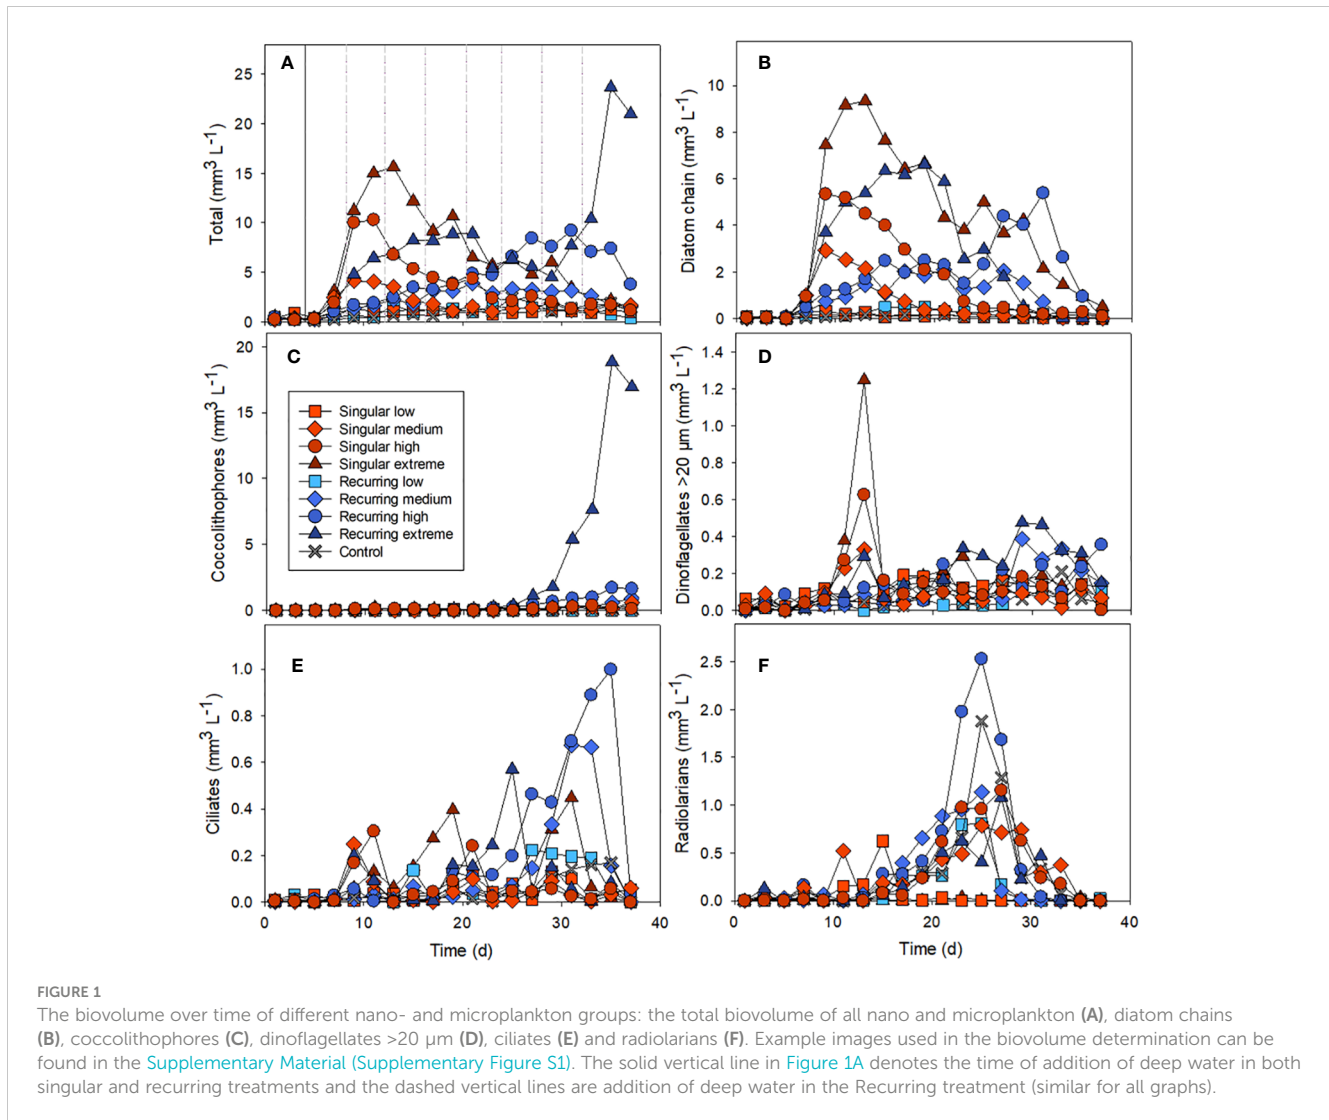 A
25
20
15
10
5
0
Total (mm3 L-1)
B
10
8
6
4
2
0
Diatom chain (mm3 L-1)
C
20
15
10
5
0
Coccolithophores (mm3 L-1)
Singular low
Singular medium
Singular high
Singular extreme
Recurring low
Recurring medium
Recurring high
Recurring extreme
Control
D
1.4
1.2
1.0
0.8
0.6
0.4
0.2
0.0
Dinoflagellates >20 µm (mm3 L-1)
E
1.0
0.8
0.6
0.4
0.2
0.0
Ciliates (mm3 L-1)
0 10 20 30 40
Time (d)
F
2.5
2.0
1.5
1.0
0.5
0.0
Radiolarians (mm3 L-1)
0 10 20 30 40
Time (d)
FIGURE 1
The biovolume over time of different nano- and microplankton groups: the total biovolume of all nano and microplankton (A), diatom chains
(B), coccolithophores (C), dinoflagellates >20 µm (D), ciliates (E) and radiolarians (F). Example images used in the biovolume determination can be
found in the Supplementary Material (Supplementary Figure S1). The solid vertical line in Figure 1A denotes the time of addition of deep water in both
singular and recurring treatments and the dashed vertical lines are addition of deep water in the Recurring treatment (similar for all graphs).